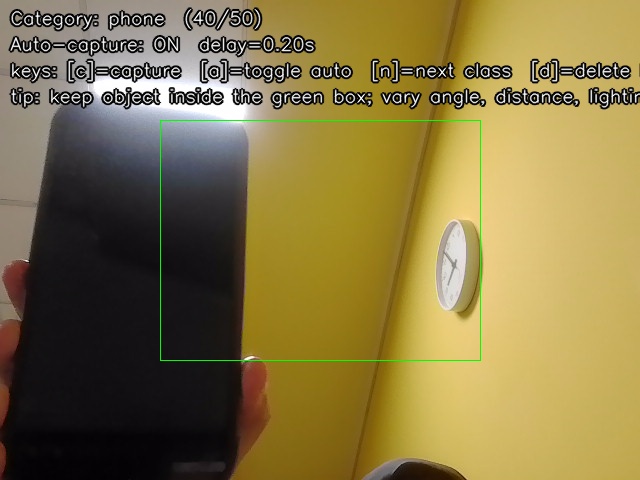 Category: phone (40/50)
Auto-capture: ON delay=0.20s
keys: [c]=capture [a]=toggle auto [n]=next class [d]=delete
tip: keep object inside the green box; vary angle, distance,